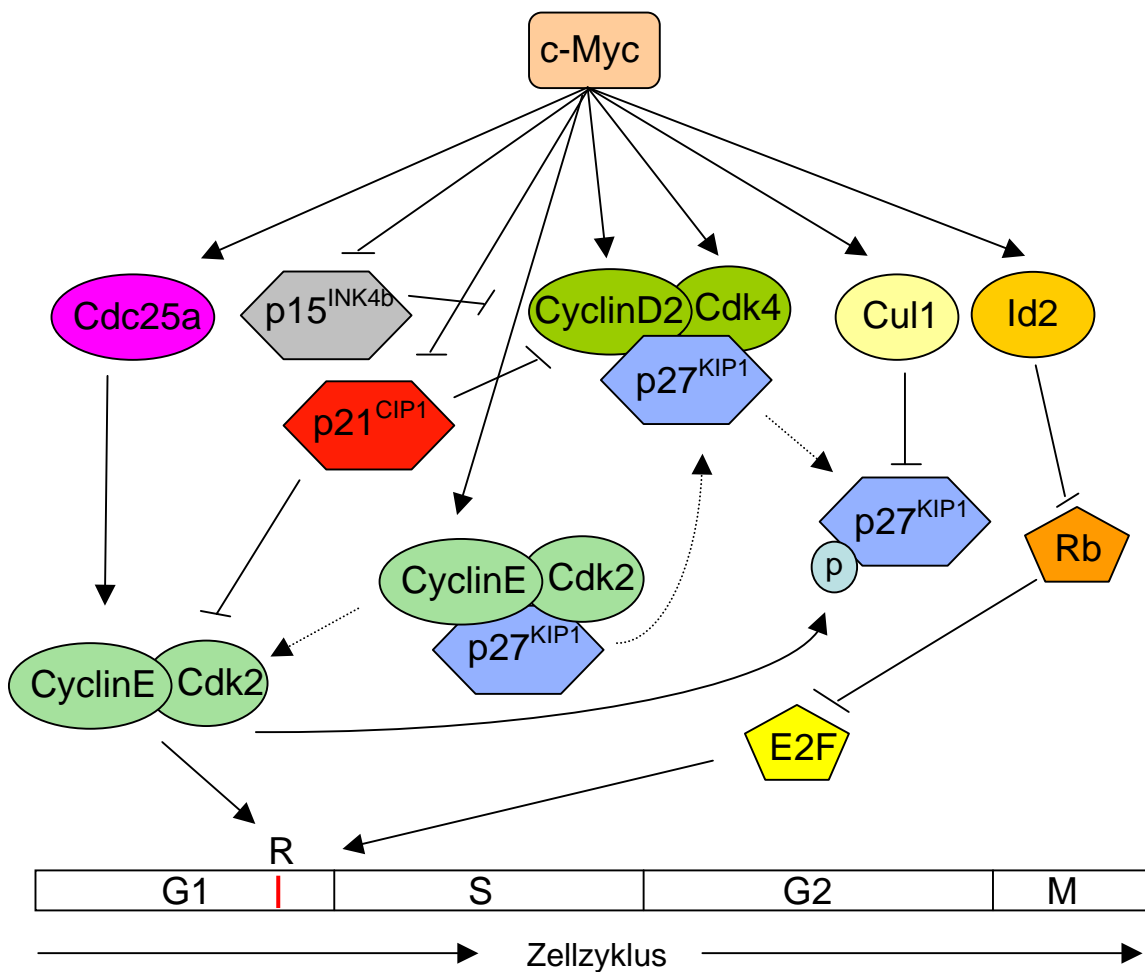 c-Myc
Cdc25a
p15INK4b
CyclinD2
Cdk4
Cul1
Id2
p27KIP1
p21CIP1
p27KIP1
p
Rb
CyclinE
Cdk2
p27KIP1
CyclinE
Cdk2
E2F
R
G1
S
G2
M
Zellzyklus